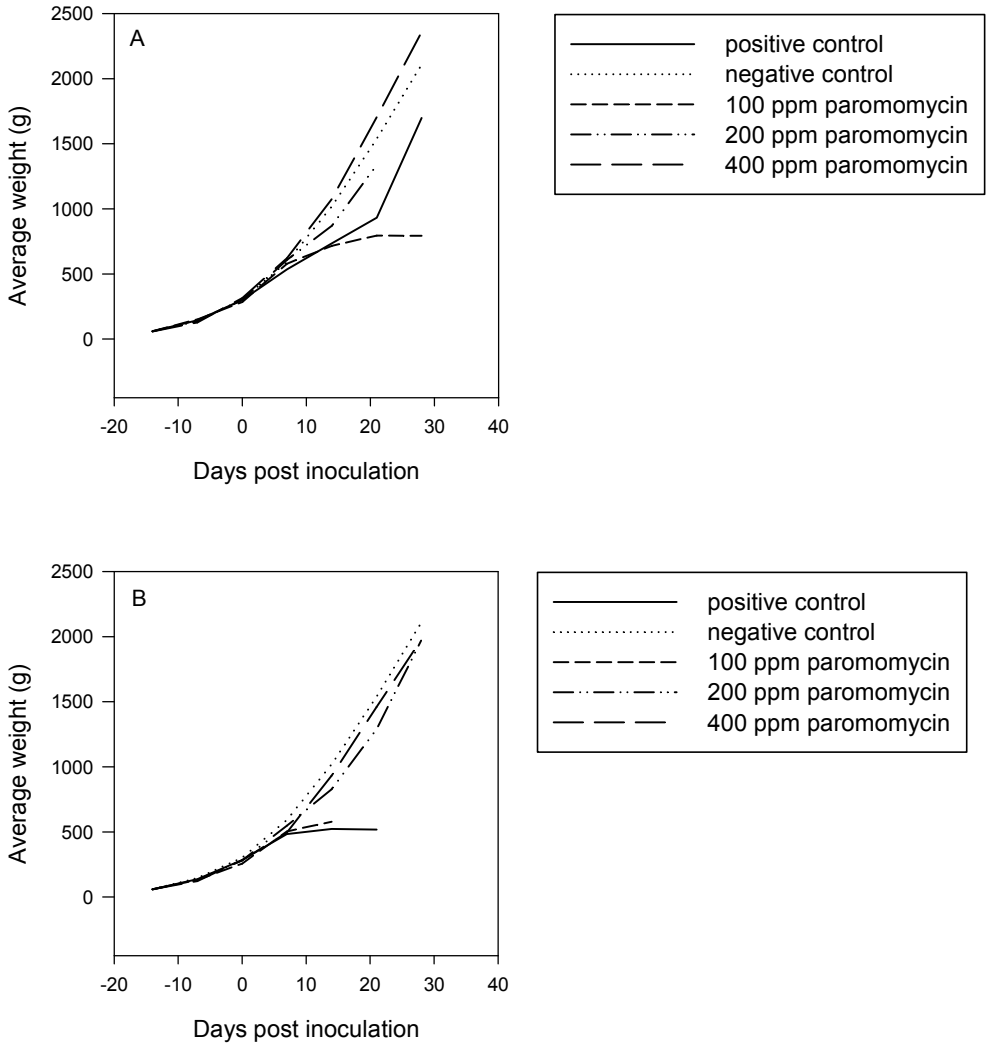 2500
2000
1500
1000
500
0
Average weight (g)
A
-20 -10 0 10 20 30 40
Days post inoculation
positive control
negative control
100 ppm paromomycin
200 ppm paromomycin
400 ppm paromomycin
2500
2000
1500
1000
500
0
Average weight (g)
B
-20 -10 0 10 20 30 40
Days post inoculation
positive control
negative control
100 ppm paromomycin
200 ppm paromomycin
400 ppm paromomycin